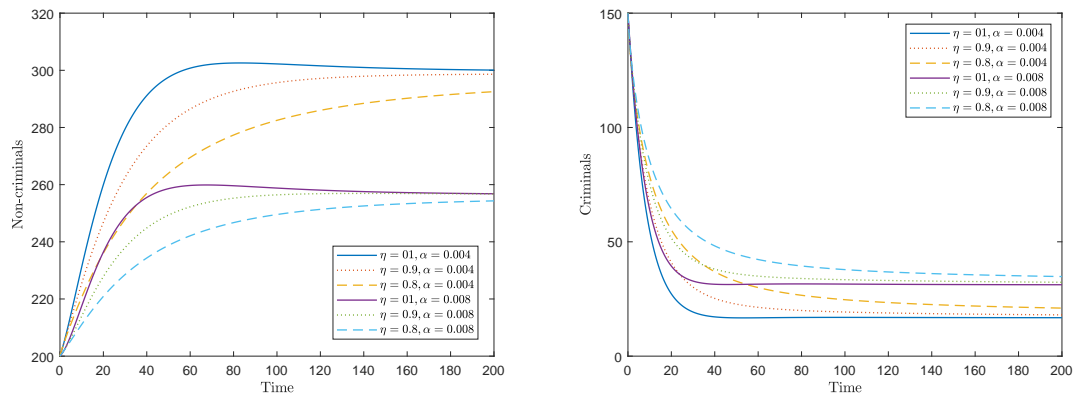 320
300
280
260
240
220
200
Non-criminals
0 20 40 60 80 100 120 140 160 180 200
Time
η = 01, α = 0.004
η = 0.9, α = 0.004
η = 0.8, α = 0.004
η = 01, α = 0.008
η = 0.9, α = 0.008
η = 0.8, α = 0.008
150
100
50
0
Criminals
0 20 40 60 80 100 120 140 160 180 200
Time
η = 01, α = 0.004
η = 0.9, α = 0.004
η = 0.8, α = 0.004
η = 01, α = 0.008
η = 0.9, α = 0.008
η = 0.8, α = 0.008